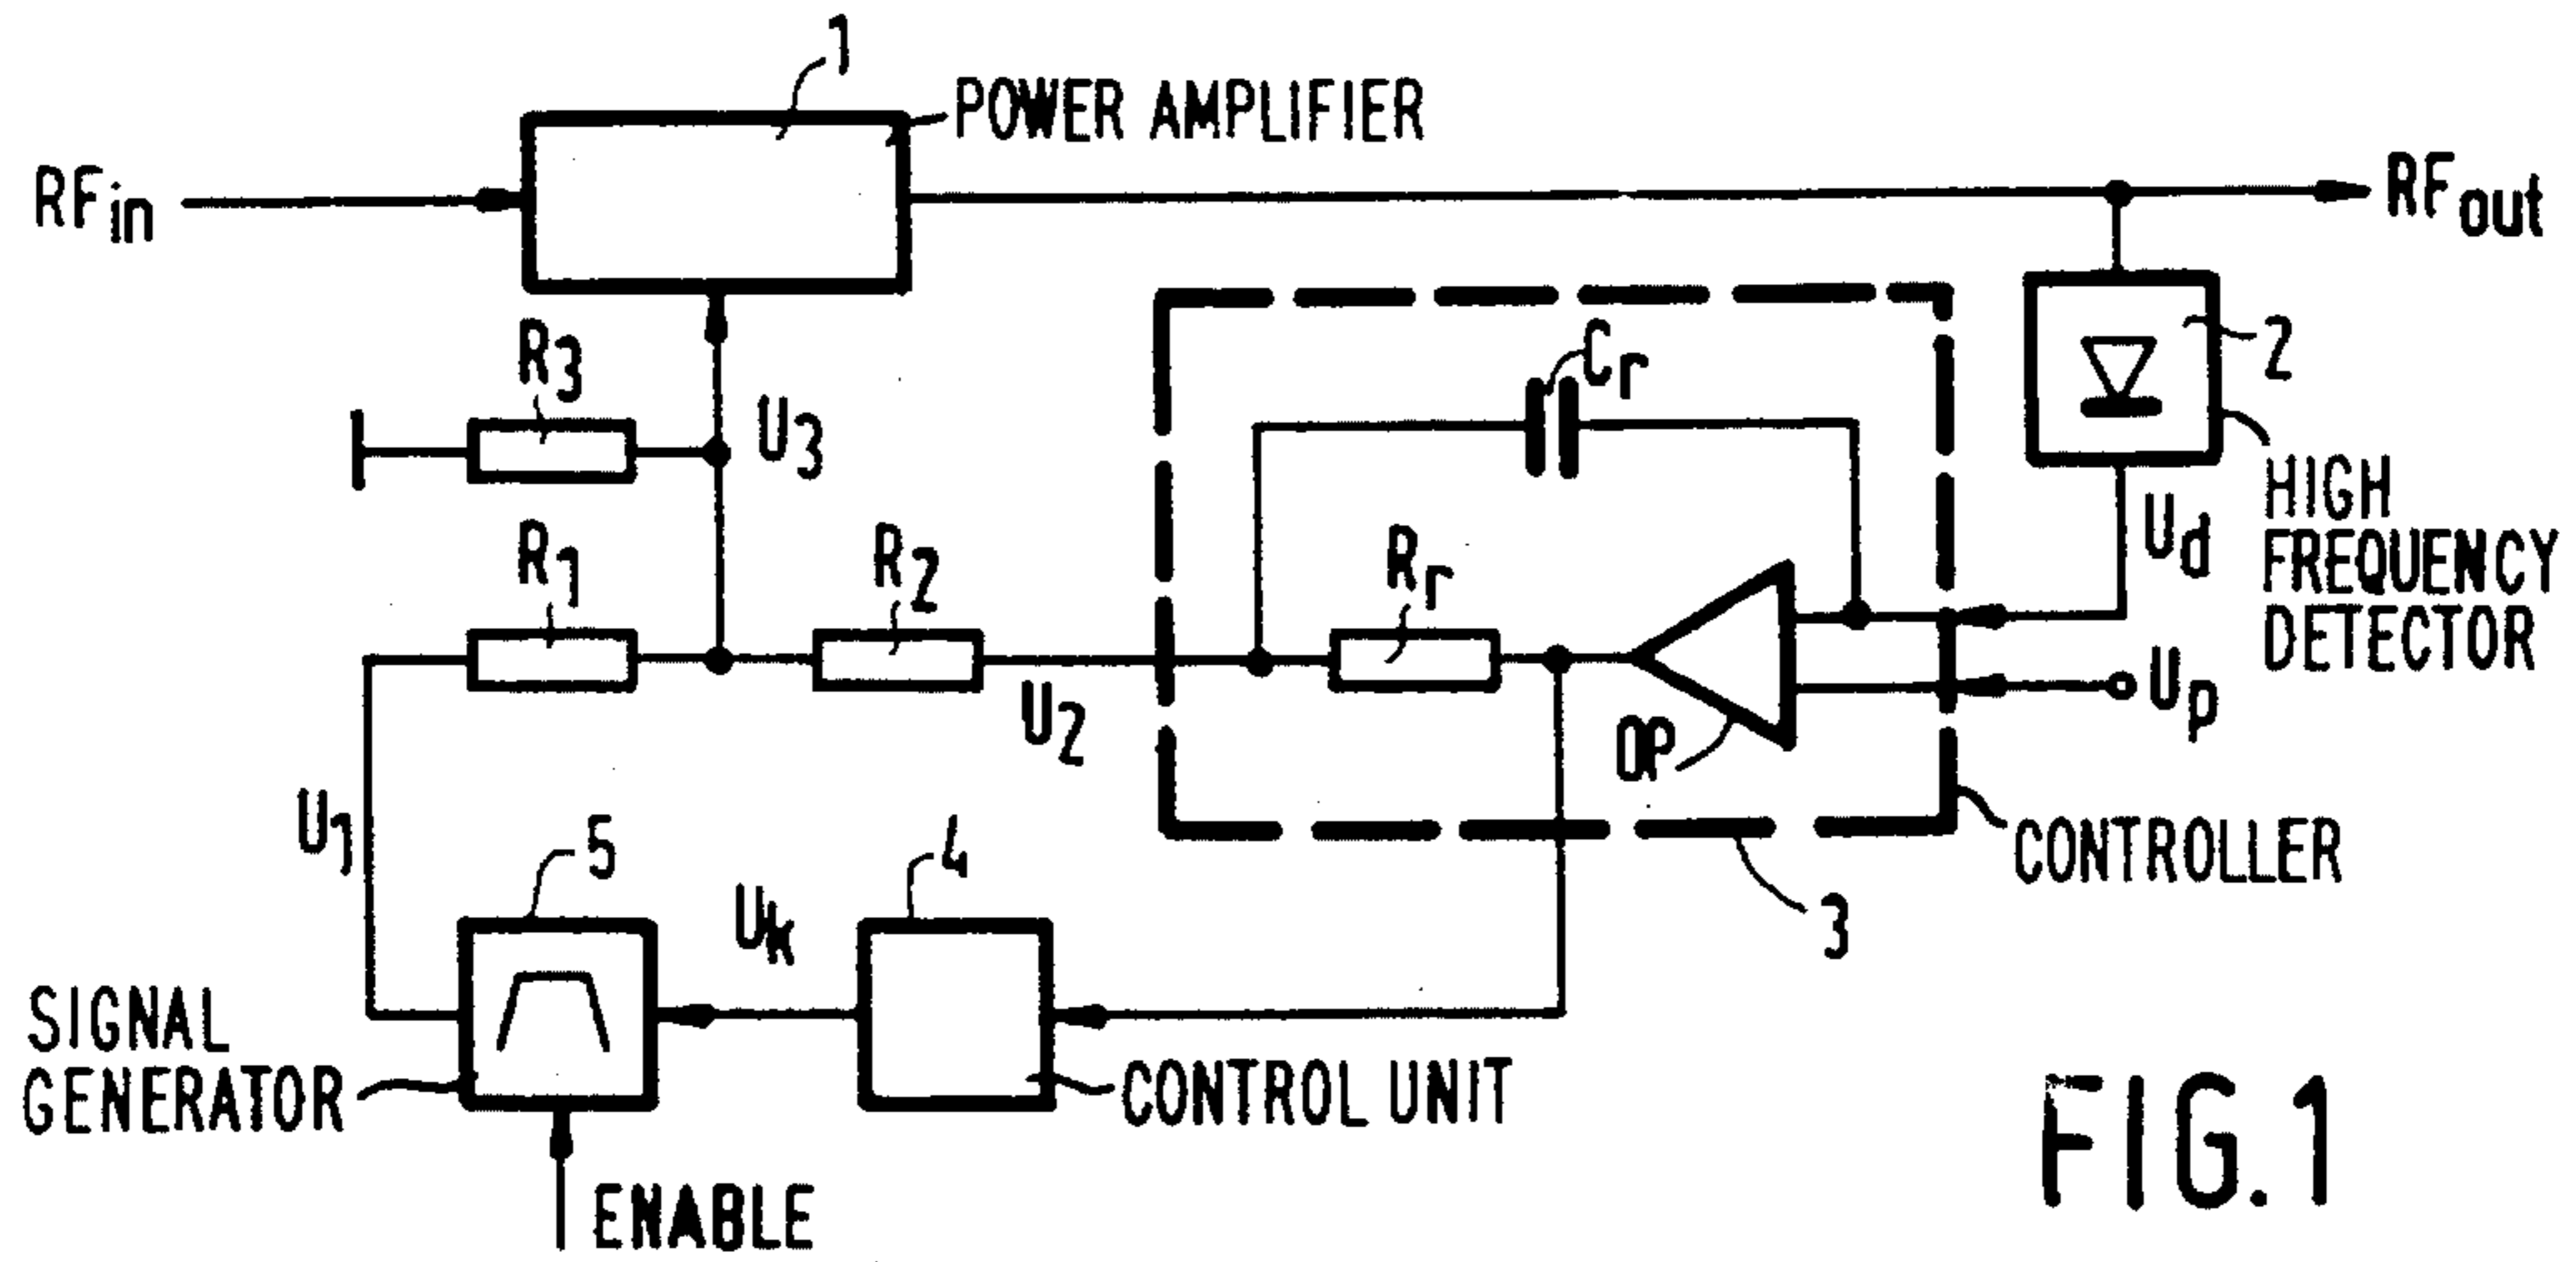 1
POWER AMPLIFIER
RFin
RFout
R3
U3
Cr
2
HIGH
FREQUENCY
DETECTOR
Ud
R1
R2
Rr
U2
OP
Up
U1
5
Uk
4
3
CONTROLLER
SIGNAL
GENERATOR
CONTROL UNIT
ENABLE
FIG.1